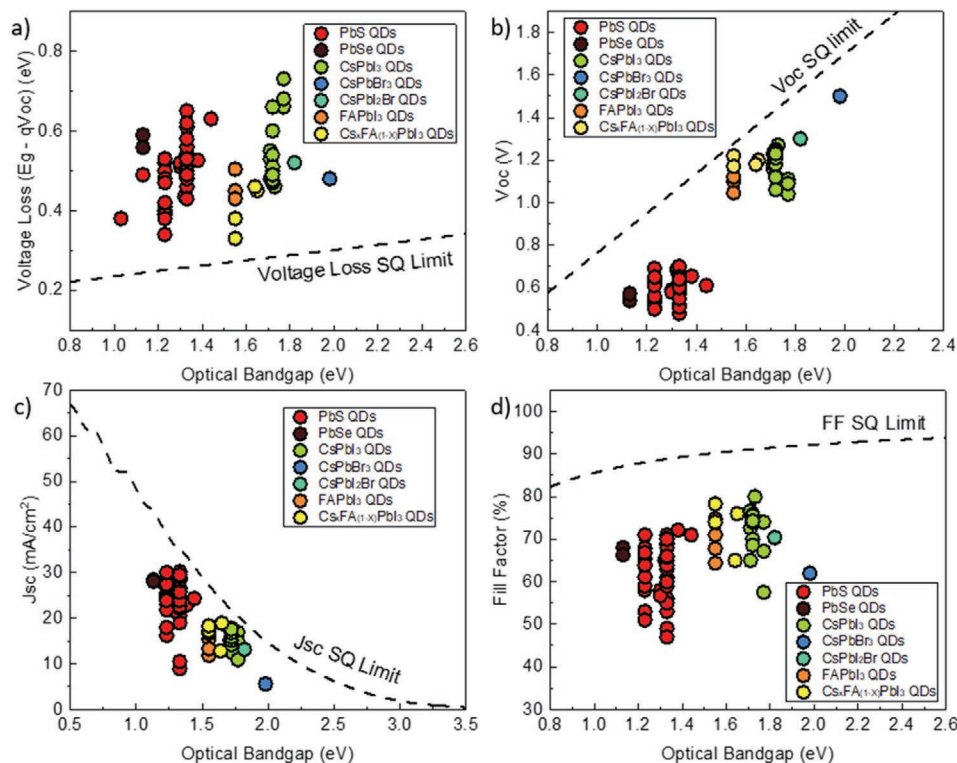 a)
Voltage Loss (Eg - qVoc) (eV)
0.8
0.6
0.4
0.2
PbS QDs
PbSe QDs
CsPbI₃ QDs
CsPbBr₃ QDs
CsPbI₂Br QDs
FAPbI₃ QDs
CsₓFA₍₁₋ₓ₎PbI₃ QDs
Voltage Loss SQ Limit
0.8 1.0 1.2 1.4 1.6 1.8 2.0 2.2 2.4 2.6
Optical Bandgap (eV)
b)
Voc (V)
1.8
1.6
1.4
1.2
1.0
0.8
0.6
0.4
PbS QDs
PbSe QDs
CsPbI₃ QDs
CsPbBr₃ QDs
CsPbI₂Br QDs
FAPbI₃ QDs
CsₓFA₍₁₋ₓ₎PbI₃ QDs
Voc SQ limit
0.8 1.0 1.2 1.4 1.6 1.8 2.0 2.2 2.4
Optical Bandgap (eV)
c)
Jsc (mA/cm²)
70
60
50
40
30
20
10
0
PbS QDs
PbSe QDs
CsPbI₃ QDs
CsPbBr₃ QDs
CsPbI₂Br QDs
FAPbI₃ QDs
CsₓFA₍₁₋ₓ₎PbI₃ QDs
Jsc SQ Limit
0.5 1.0 1.5 2.0 2.5 3.0 3.5
Optical Bandgap (eV)
d)
Fill Factor (%)
100
90
80
70
60
50
40
30
FF SQ Limit
PbS QDs
PbSe QDs
CsPbI₃ QDs
CsPbBr₃ QDs
CsPbI₂Br QDs
FAPbI₃ QDs
CsₓFA₍₁₋ₓ₎PbI₃ QDs
0.8 1.0 1.2 1.4 1.6 1.8 2.0 2.2 2.4 2.6
Optical Bandgap (eV)